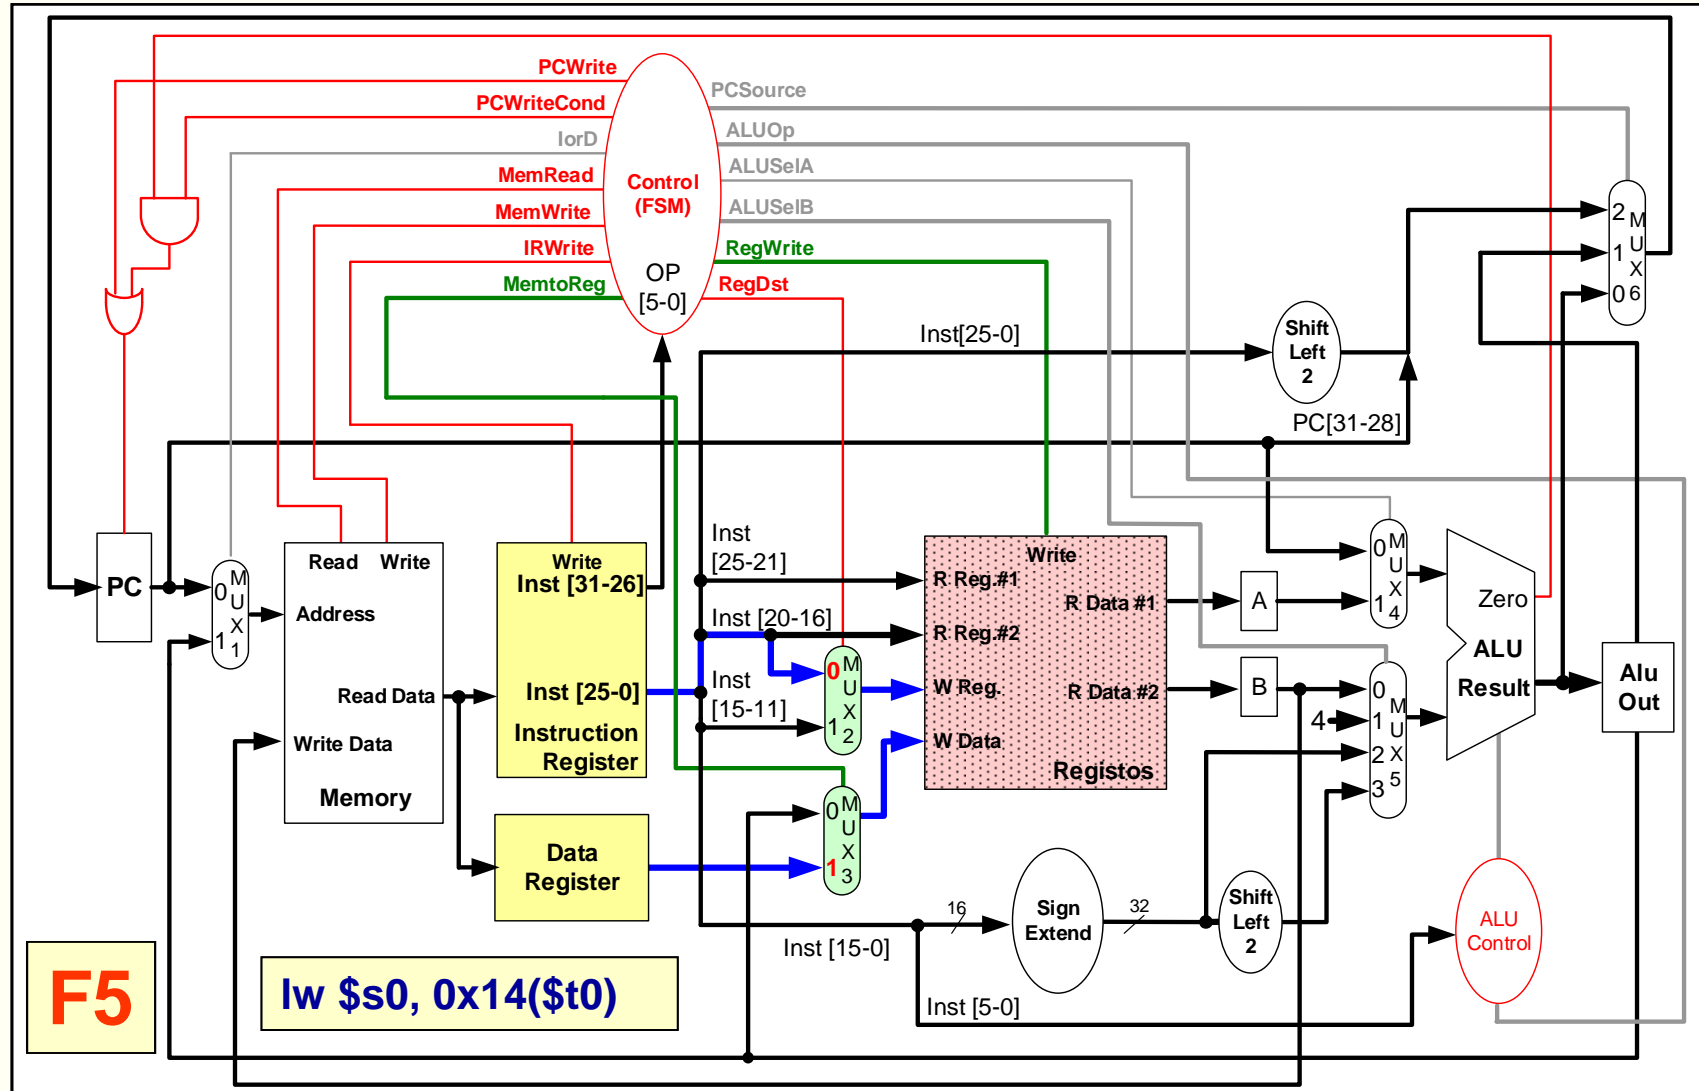 PCWrite
PCWriteCond
IorD
MemRead
MemWrite
IRWrite
MemtoReg
Control
(FSM)
OP
[5-0]
PCSource
ALUOp
ALUSelA
ALUSelB
RegWrite
RegDst
2
1
0
M
U
X
6
Inst[25-0]
Shift
Left
2
PC[31-28]
PC
0
1
M
U
X
1
Read Write
Address
Read Data
Write Data
Memory
Write
Inst [31-26]
Inst [25-0]
Instruction
Register
Data
Register
Inst
[25-21]
Inst [20-16]
Inst
[15-11]
0
1
M
U
X
2
0
1
M
U
X
3
Write
R Reg.#1
R Data #1
R Reg.#2
W Reg.
R Data #2
W Data
Registos
A
B
0
1
M
U
X
4
4
0
1
2
3
M
U
X
5
Zero
ALU
Result
Alu
Out
16
Sign
Extend
32
Shift
Left
2
ALU
Control
Inst [15-0]
Inst [5-0]
F5
lw $s0, 0x14($t0)